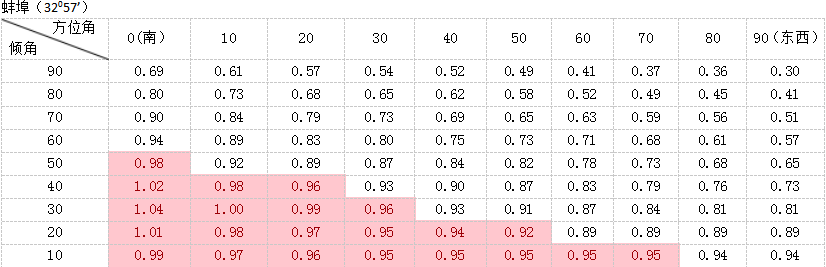 蚌埠（32⁰57′）
方位角
倾角 0(南) 10 20 30 40 50 60 70 80 90（东西）
90 0.69 0.61 0.57 0.54 0.52 0.49 0.41 0.37 0.36 0.30
80 0.80 0.73 0.68 0.65 0.62 0.58 0.52 0.49 0.45 0.41
70 0.90 0.84 0.79 0.73 0.69 0.65 0.63 0.59 0.56 0.51
60 0.94 0.89 0.83 0.80 0.75 0.73 0.71 0.68 0.61 0.57
50 0.98 0.92 0.89 0.87 0.84 0.82 0.78 0.73 0.68 0.65
40 1.02 0.98 0.96 0.93 0.90 0.87 0.83 0.79 0.76 0.73
30 1.04 1.00 0.99 0.96 0.93 0.91 0.87 0.84 0.81 0.81
20 1.01 0.98 0.97 0.95 0.94 0.92 0.89 0.89 0.89 0.89
10 0.99 0.97 0.96 0.95 0.95 0.95 0.95 0.95 0.94 0.94